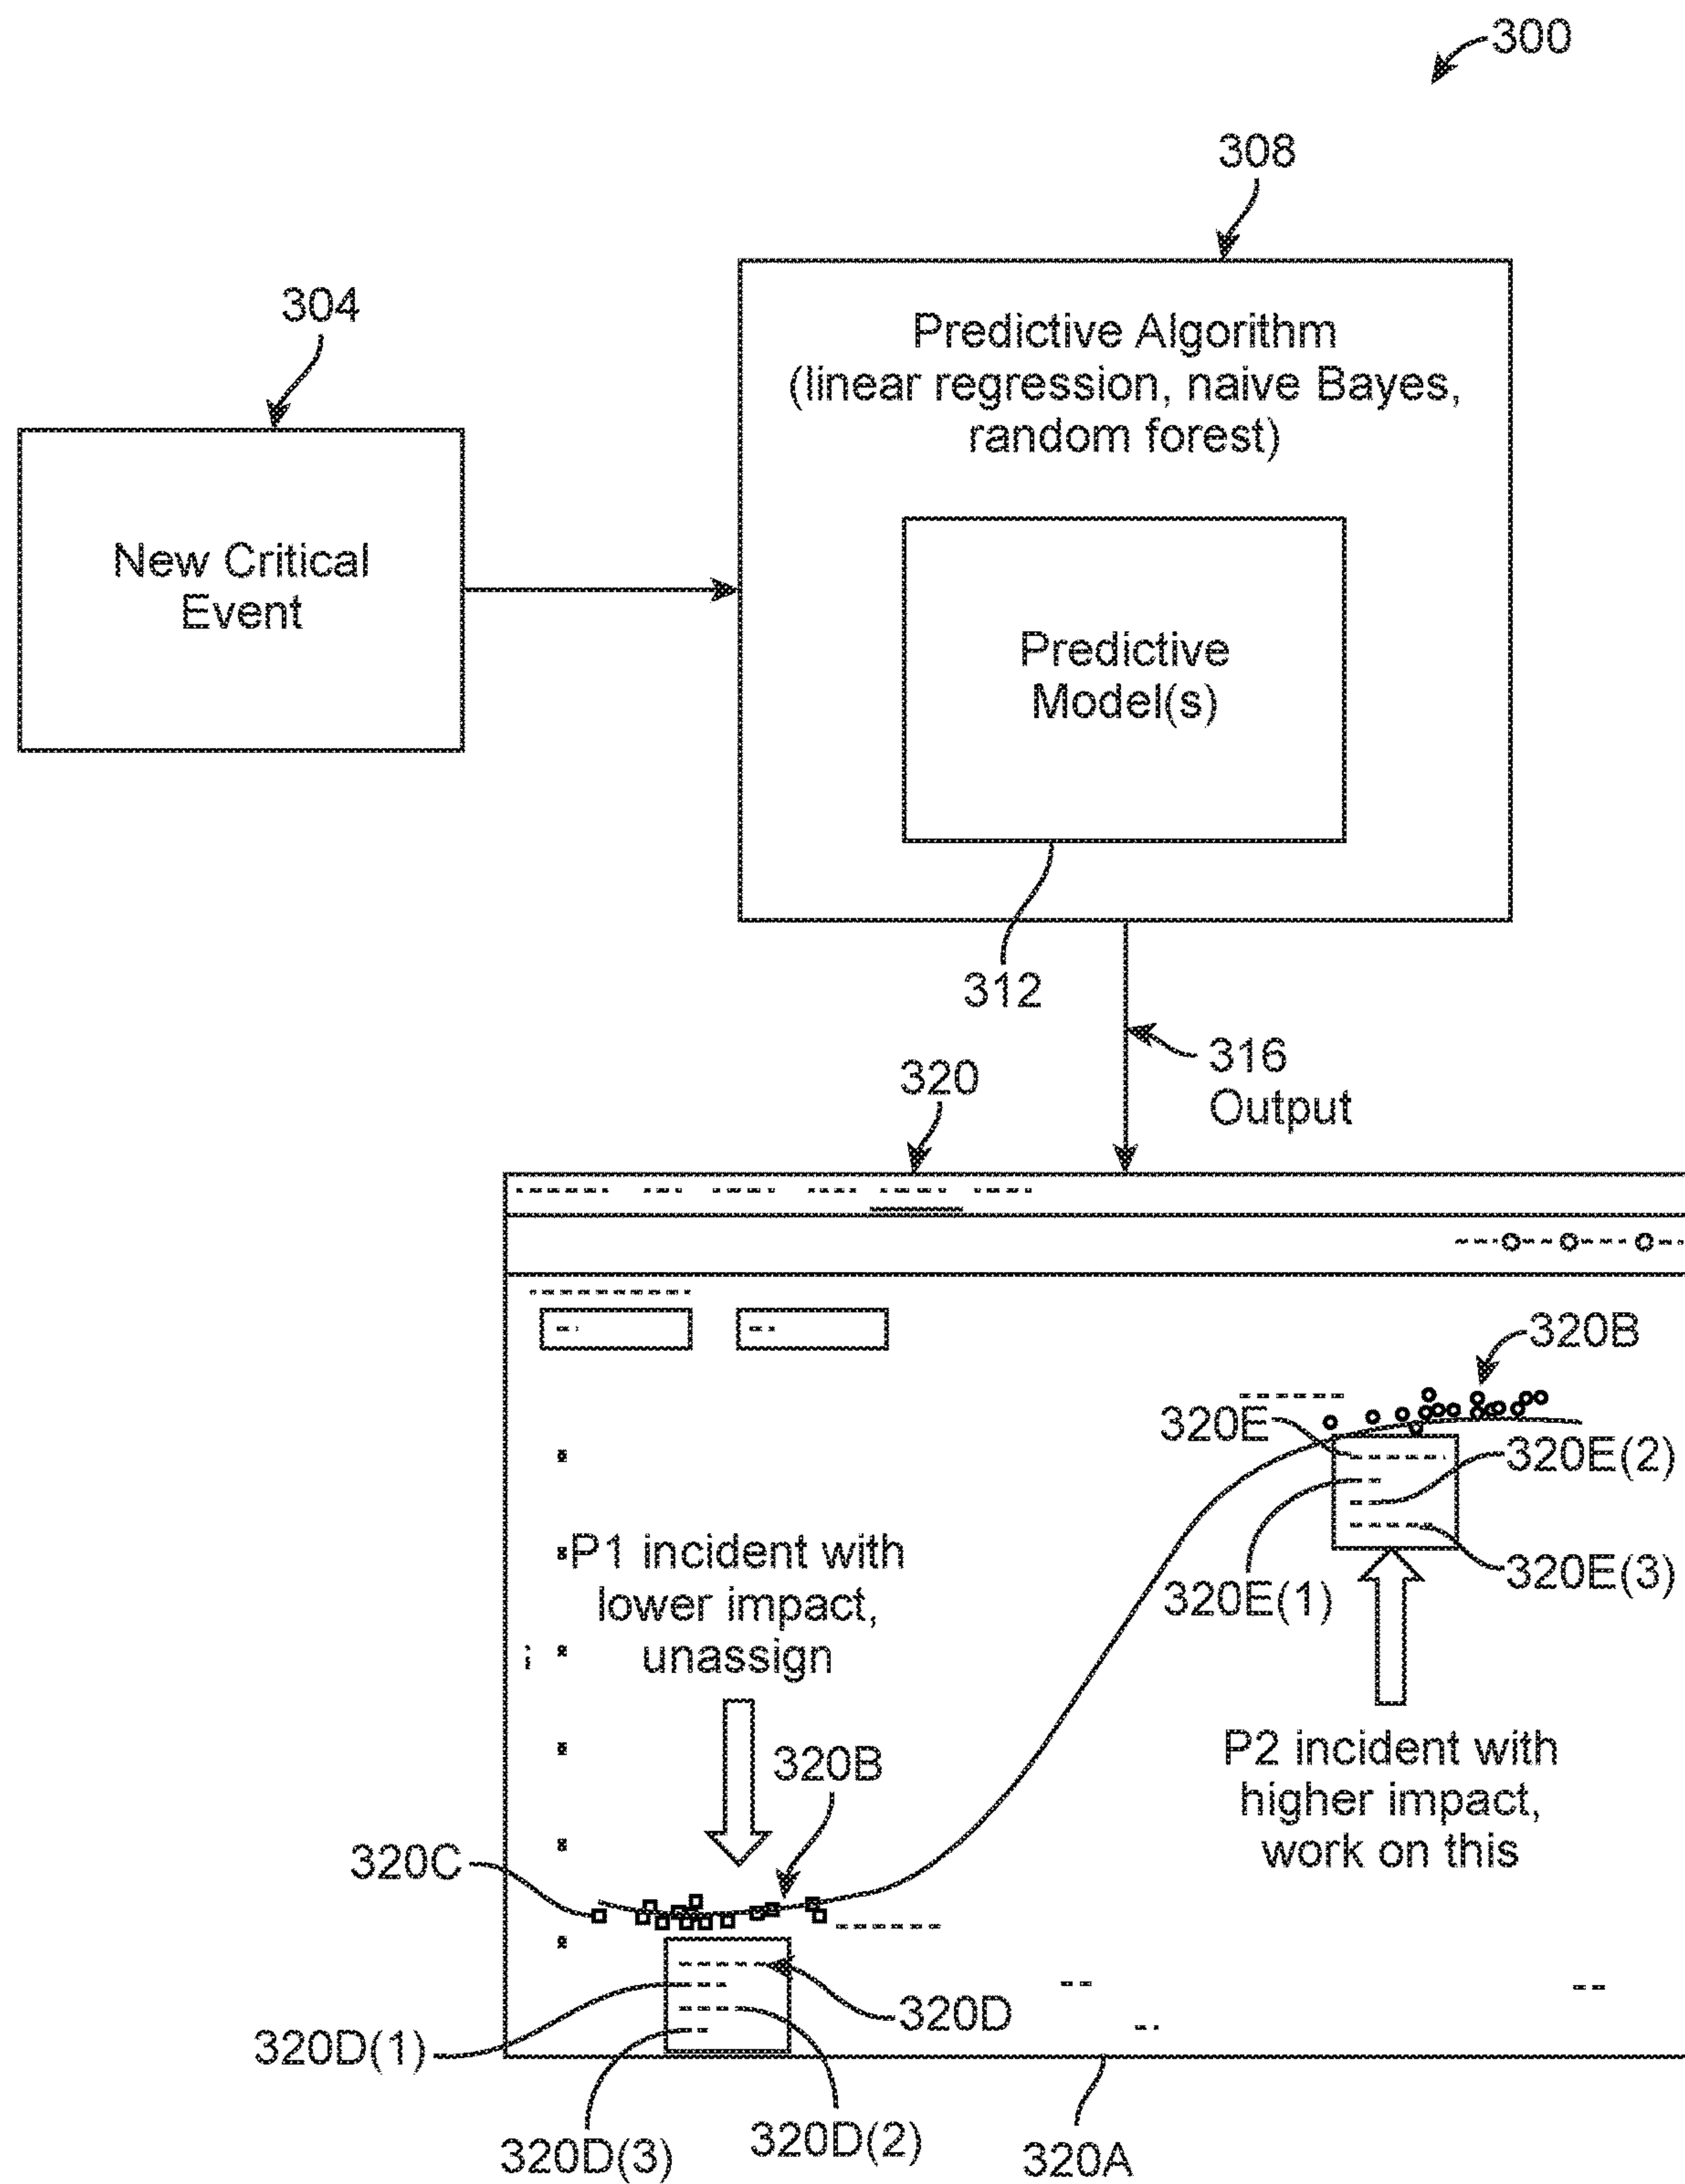 300
308
304
Predictive Algorithm
(linear regression, naive Bayes,
random forest)
New Critical
Event
Predictive
Model(s)
312
316
Output
320
320B
320E
320E(2)
320E(1)
320E(3)
P1 incident with
lower impact,
unassign
P2 incident with
higher impact,
work on this
320B
320C
320D
320D(1)
320D(3)
320D(2)
320A